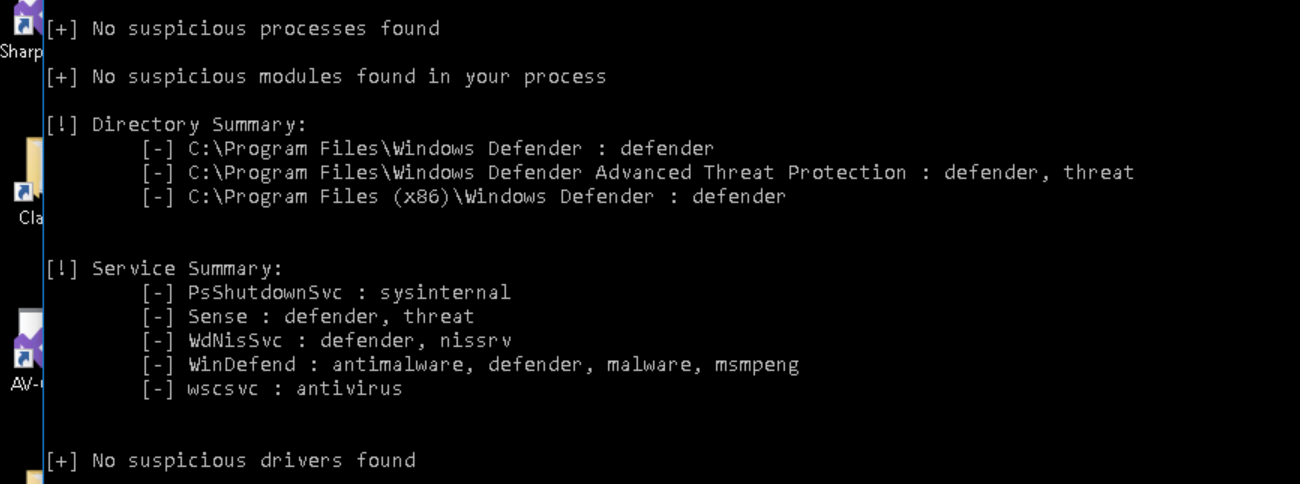 [+] No suspicious processes found
Sharp
[+] No suspicious modules found in your process
[!] Directory Summary:
[-] C:\Program Files\Windows Defender : defender
[-] C:\Program Files\Windows Defender Advanced Threat Protection : defender, threat
[-] C:\Program Files (x86)\Windows Defender : defender
Cla
[!] Service Summary:
[-] PsShutdownSvc : sysinternal
[-] Sense : defender, threat
[-] WdNisSvc : defender, nissrv
[-] WinDefend : antimalware, defender, malware, msmpeng
AV-
[-] wscsvc : antivirus
[+] No suspicious drivers found